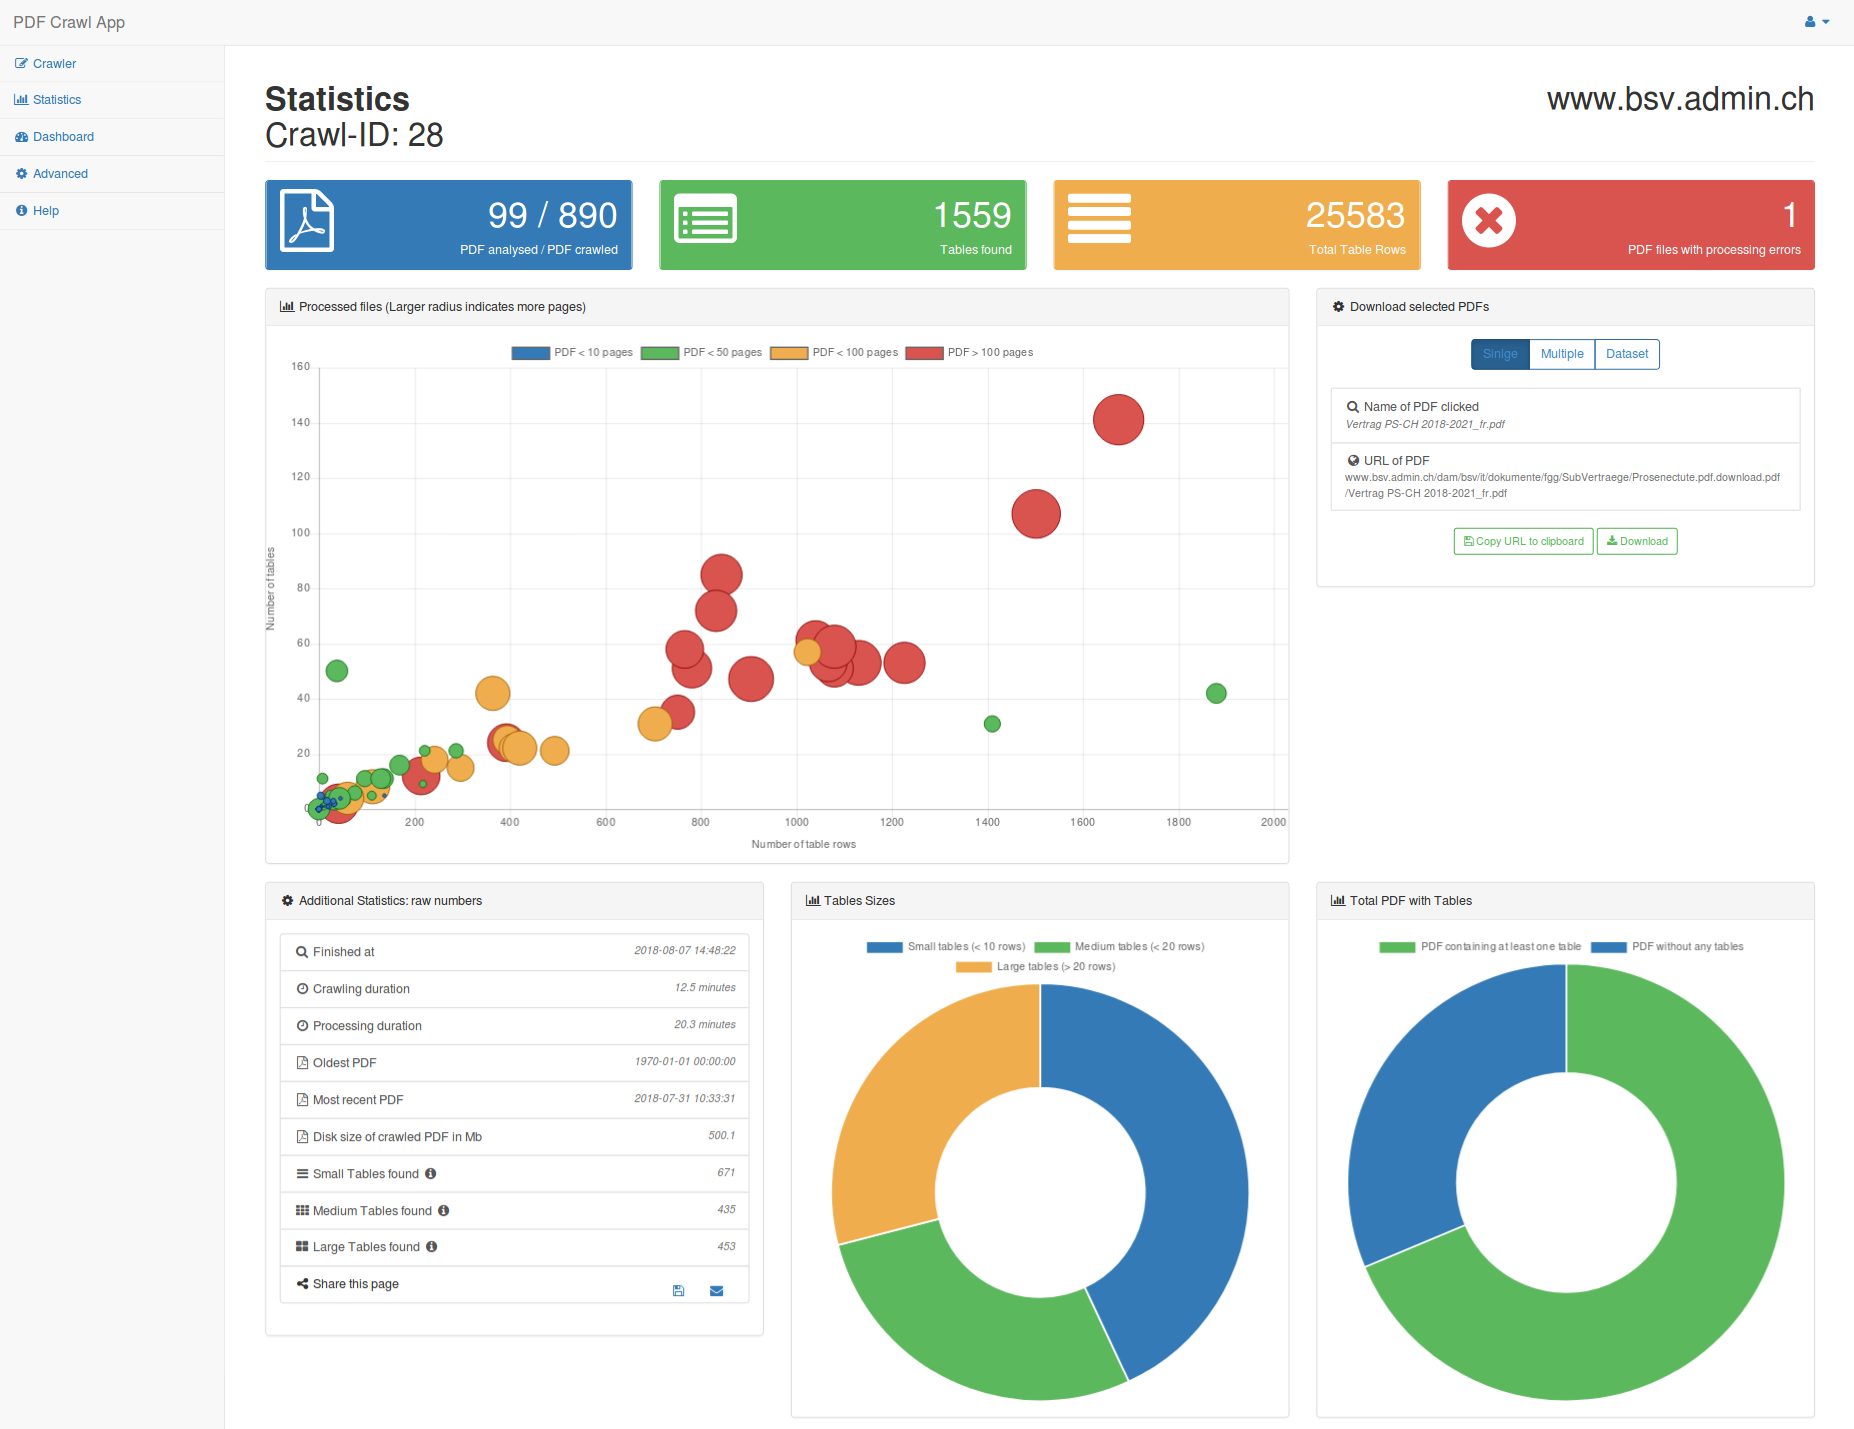 PDF Crawl App
Crawler
Statistics
Dashboard
Advanced
Help
Statistics
Crawl-ID: 28
www.bsv.admin.ch
99 / 890
PDF analysed / PDF crawled
1559
Tables found
25583
Total Table Rows
1
PDF files with processing errors
Processed files (Larger radius indicates more pages)
PDF < 10 pages
PDF < 50 pages
PDF < 100 pages
PDF > 100 pages
160
140
120
100
80
60
40
20
0
Number of tables
0
200
400
600
800
1000
1200
1400
1600
1800
2000
Number of table rows
Download selected PDFs
Sinlge
Multiple
Dataset
Name of PDF clicked
Vertrag PS-CH 2018-2021_fr.pdf
URL of PDF
www.bsv.admin.ch/dam/bsv/it/dokumente/fgg/SubVertraege/Prosenectute.pdf.download.pdf
/Vertrag PS-CH 2018-2021_fr.pdf
Copy URL to clipboard
Download
Additional Statistics: raw numbers
Finished at 2018-08-07 14:48:22
Crawling duration 12.5 minutes
Processing duration 20.3 minutes
Oldest PDF 1970-01-01 00:00:00
Most recent PDF 2018-07-31 10:33:31
Disk size of crawled PDF in Mb 500.1
Small Tables found 671
Medium Tables found 435
Large Tables found 453
Share this page
Tables Sizes
Small tables (< 10 rows)
Medium tables (< 20 rows)
Large tables (> 20 rows)
Total PDF with Tables
PDF containing at least one table
PDF without any tables